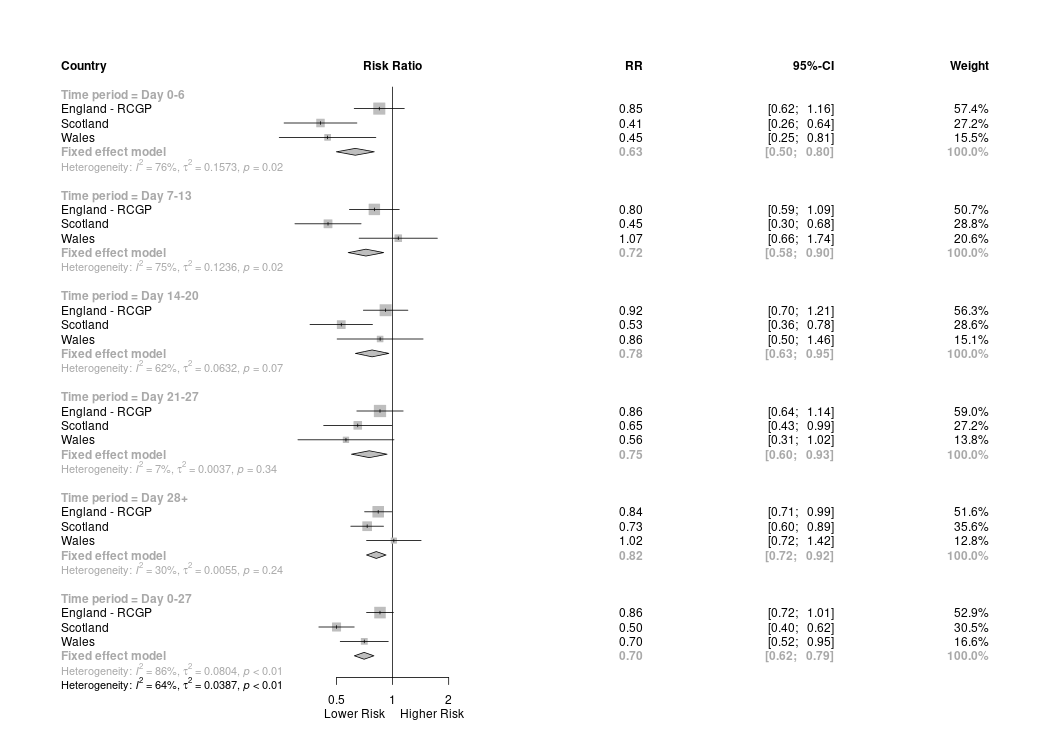 Country Risk Ratio RR 95%-CI Weight
Time period = Day 0-6
England - RCGP 0.85 [0.62; 1.16] 57.4%
Scotland 0.41 [0.26; 0.64] 27.2%
Wales 0.45 [0.25; 0.81] 15.5%
Fixed effect model 0.63 [0.50; 0.80] 100.0%
Heterogeneity: I² = 76%, τ² = 0.1573, p = 0.02
Time period = Day 7-13
England - RCGP 0.80 [0.59; 1.09] 50.7%
Scotland 0.45 [0.30; 0.68] 28.8%
Wales 1.07 [0.66; 1.74] 20.6%
Fixed effect model 0.72 [0.58; 0.90] 100.0%
Heterogeneity: I² = 75%, τ² = 0.1236, p = 0.02
Time period = Day 14-20
England - RCGP 0.92 [0.70; 1.21] 56.3%
Scotland 0.53 [0.36; 0.78] 28.6%
Wales 0.86 [0.50; 1.46] 15.1%
Fixed effect model 0.78 [0.63; 0.95] 100.0%
Heterogeneity: I² = 62%, τ² = 0.0632, p = 0.07
Time period = Day 21-27
England - RCGP 0.86 [0.64; 1.14] 59.0%
Scotland 0.65 [0.43; 0.99] 27.2%
Wales 0.56 [0.31; 1.02] 13.8%
Fixed effect model 0.75 [0.60; 0.93] 100.0%
Heterogeneity: I² = 7%, τ² = 0.0037, p = 0.34
Time period = Day 28+
England - RCGP 0.84 [0.71; 0.99] 51.6%
Scotland 0.73 [0.60; 0.89] 35.6%
Wales 1.02 [0.72; 1.42] 12.8%
Fixed effect model 0.82 [0.72; 0.92] 100.0%
Heterogeneity: I² = 30%, τ² = 0.0055, p = 0.24
Time period = Day 0-27
England - RCGP 0.86 [0.72; 1.01] 52.9%
Scotland 0.50 [0.40; 0.62] 30.5%
Wales 0.70 [0.52; 0.95] 16.6%
Fixed effect model 0.70 [0.62; 0.79] 100.0%
Heterogeneity: I² = 86%, τ² = 0.0804, p < 0.01
Heterogeneity: I² = 64%, τ² = 0.0387, p < 0.01
0.5 1 2
Lower Risk Higher Risk